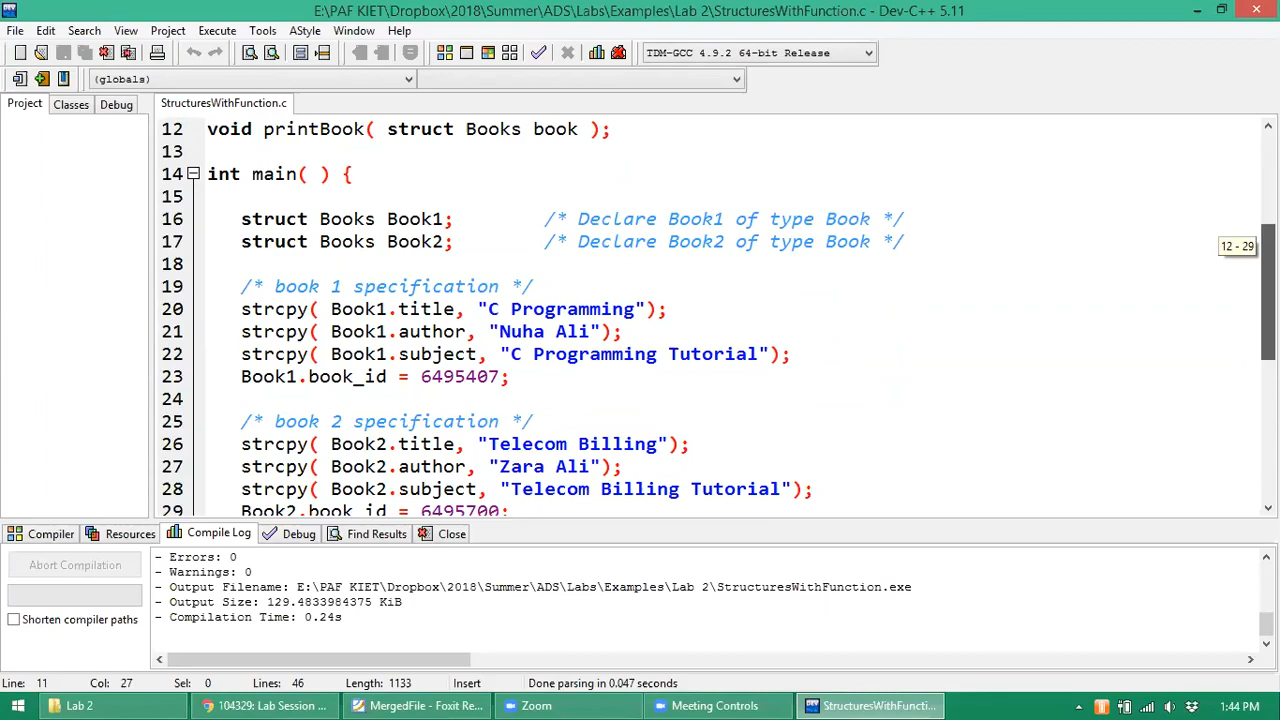 E:\PAF KIET\Dropbox\2018\Summer\ADS\Labs\Examples\Lab 2\StructuresWithFunction.c - Dev-C++ 5.11
File Edit Search View Project Execute Tools AStyle Window Help
TDM-GCC 4.9.2 64-bit Release
(globals)
Project Classes Debug StructuresWithFunction.c
12 void printBook( struct Books book );
13
14 int main( ) {
15
16 struct Books Book1; /* Declare Book1 of type Book */
17 struct Books Book2; /* Declare Book2 of type Book */
12 - 29
18
19 /* book 1 specification */
20 strcpy( Book1.title, "C Programming");
21 strcpy( Book1.author, "Nuha Ali");
22 strcpy( Book1.subject, "C Programming Tutorial");
23 Book1.book_id = 6495407;
24
25 /* book 2 specification */
26 strcpy( Book2.title, "Telecom Billing");
27 strcpy( Book2.author, "Zara Ali");
28 strcpy( Book2.subject, "Telecom Billing Tutorial");
29 Book2.book_id = 6495700;
Compiler Resources Compile Log Debug Find Results Close
Abort Compilation
Shorten compiler paths
- Errors: 0
- Warnings: 0
- Output Filename: E:\PAF KIET\Dropbox\2018\Summer\ADS\Labs\Examples\Lab 2\StructuresWithFunction.exe
- Output Size: 129.4833984375 KiB
- Compilation Time: 0.24s
Line: 11 Col: 27 Sel: 0 Lines: 46 Length: 1133 Insert Done parsing in 0.047 seconds
Lab 2 104329: Lab Session ... MergedFile - Foxit Re... Zoom Meeting Controls StructuresWithFuncti... 1:44 PM